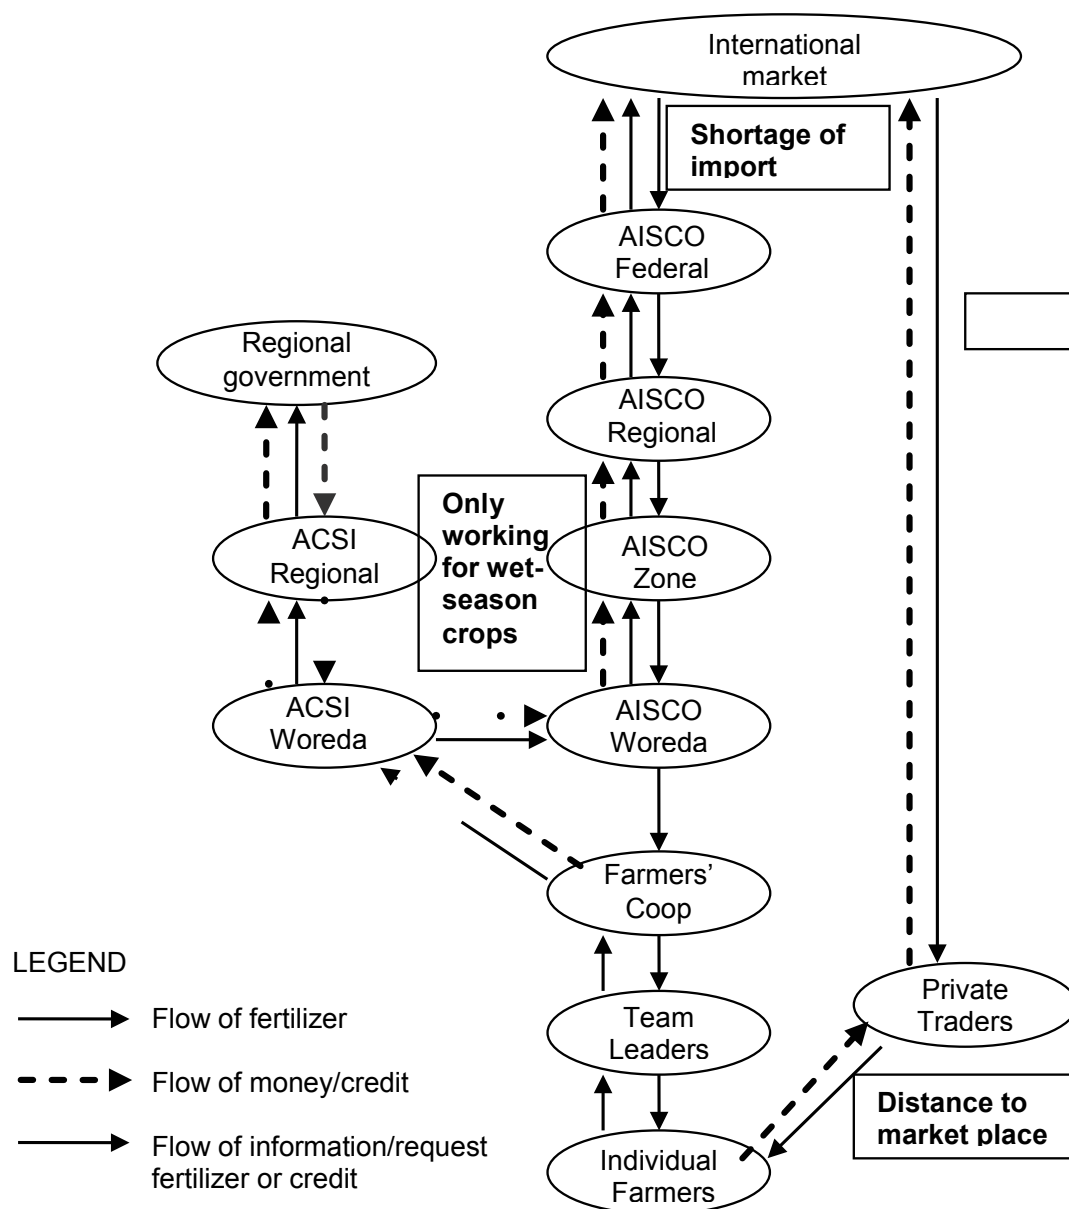 International
market
Shortage of
import
AISCO
Federal
Regional
government
AISCO
Regional
Only
working
for wet-
season
crops
ACSI
Regional
AISCO
Zone
ACSI
Woreda
AISCO
Woreda
Farmers'
Coop
LEGEND
Flow of fertilizer
Flow of money/credit
Flow of information/request
fertilizer or credit
Team
Leaders
Private
Traders
Distance to
market place
Individual
Farmers